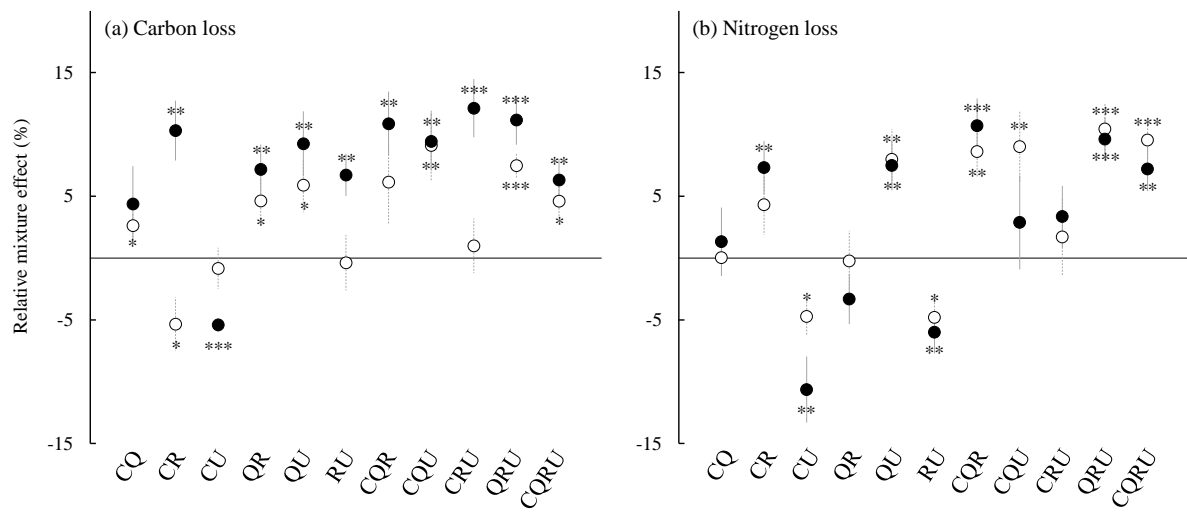 (a) Carbon loss
(b) Nitrogen loss
Relative mixture effect (%)
15
5
-5
-15
** ** ** ** ** ** *** *** **
* * * ** *** *
* ***
CQ CR CU QR QU RU CQR CQU CRU QRU CQRU
15
5
-5
-15
** ** *** ** *** ***
** ** *** **
* *
** **
CQ CR CU QR QU RU CQR CQU CRU QRU CQRU